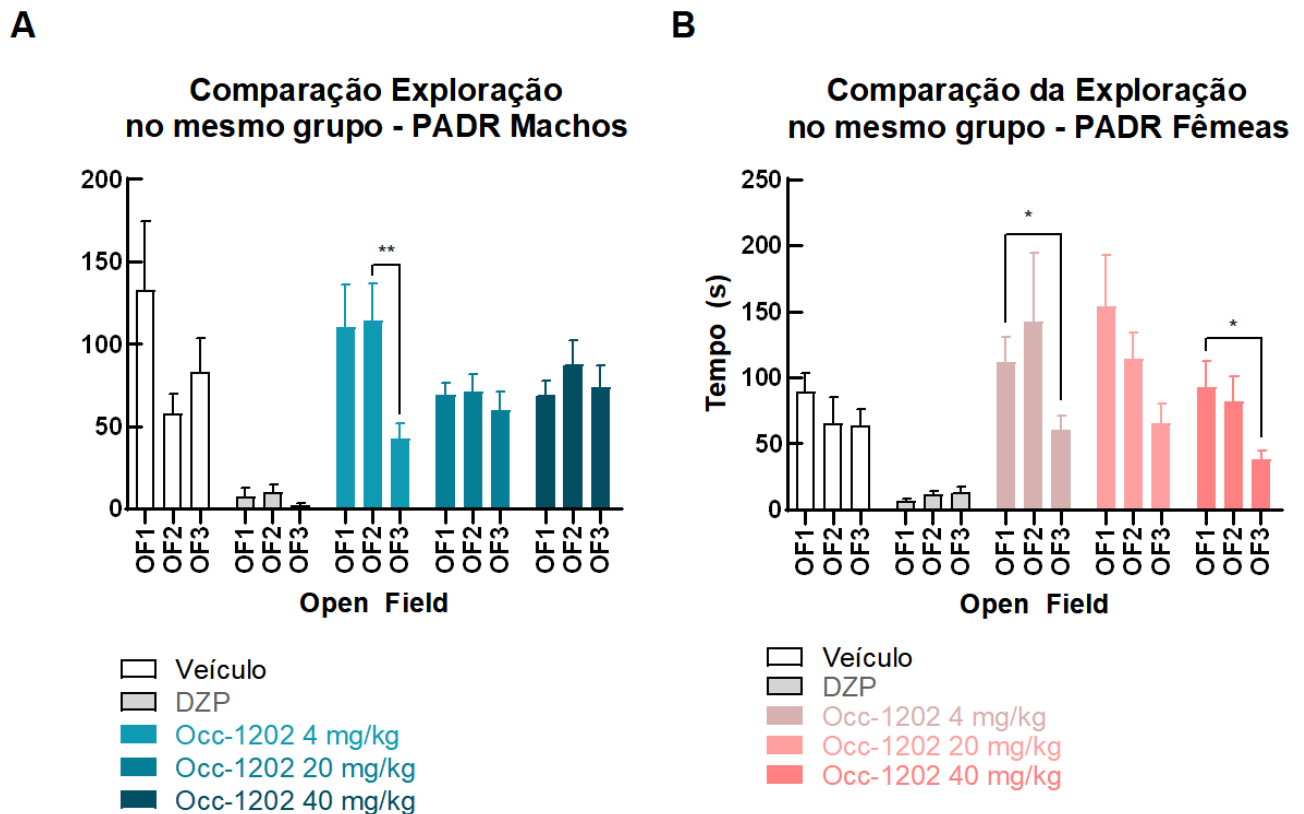 A
Comparação Exploração
no mesmo grupo - PADR Machos
200
150
100
50
0
**
OF1
OF2
OF3
OF1
OF2
OF3
OF1
OF2
OF3
OF1
OF2
OF3
OF1
OF2
OF3
Open Field
Veículo
DZP
Occ-1202 4 mg/kg
Occ-1202 20 mg/kg
Occ-1202 40 mg/kg
B
Comparação da Exploração
no mesmo grupo - PADR Fêmeas
Tempo (s)
250
200
150
100
50
0
*
*
OF1
OF2
OF3
OF1
OF2
OF3
OF1
OF2
OF3
OF1
OF2
OF3
OF1
OF2
OF3
Open Field
Veículo
DZP
Occ-1202 4 mg/kg
Occ-1202 20 mg/kg
Occ-1202 40 mg/kg